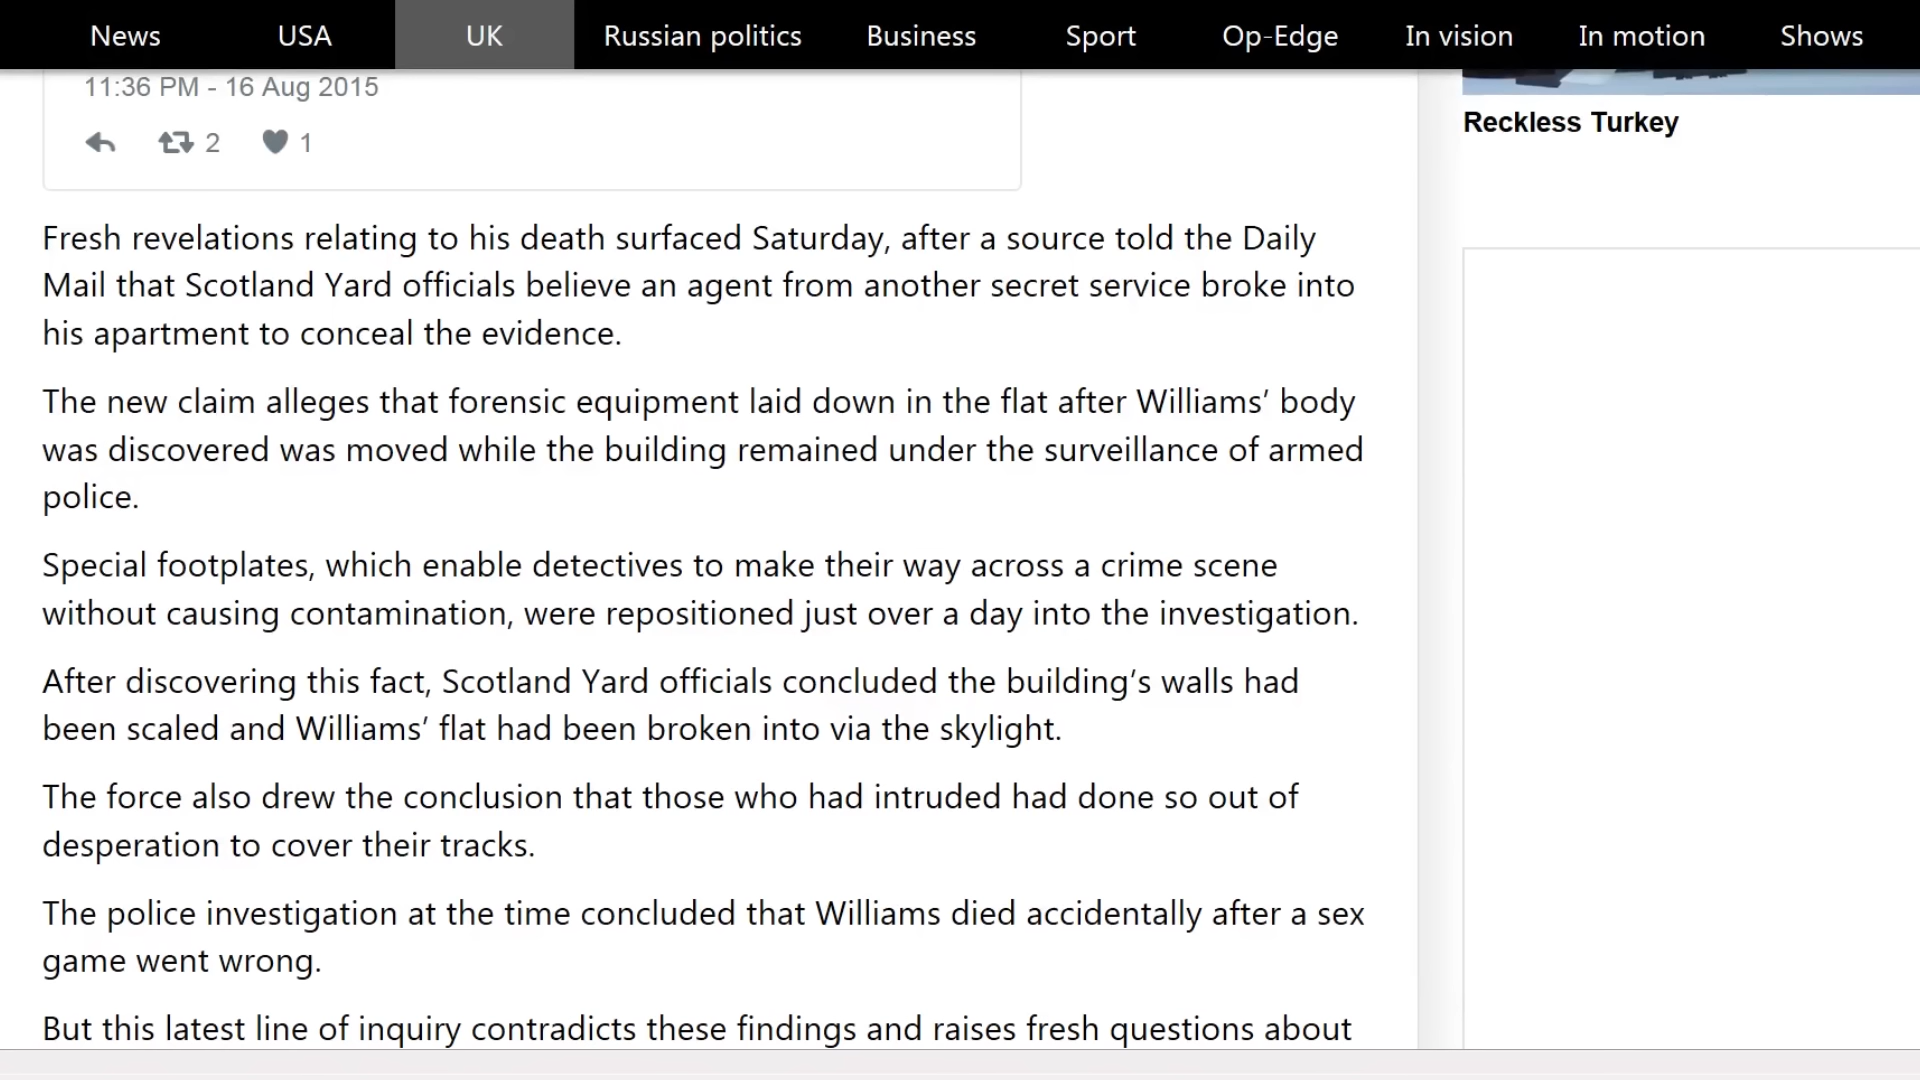 News USA UK Russian politics Business Sport Op-Edge In vision In motion Shows
11:36 PM - 16 Aug 2015
2 1
Reckless Turkey
Fresh revelations relating to his death surfaced Saturday, after a source told the Daily
Mail that Scotland Yard officials believe an agent from another secret service broke into
his apartment to conceal the evidence.
The new claim alleges that forensic equipment laid down in the flat after Williams’ body
was discovered was moved while the building remained under the surveillance of armed
police.
Special footplates, which enable detectives to make their way across a crime scene
without causing contamination, were repositioned just over a day into the investigation.
After discovering this fact, Scotland Yard officials concluded the building’s walls had
been scaled and Williams’ flat had been broken into via the skylight.
The force also drew the conclusion that those who had intruded had done so out of
desperation to cover their tracks.
The police investigation at the time concluded that Williams died accidentally after a sex
game went wrong.
But this latest line of inquiry contradicts these findings and raises fresh questions about